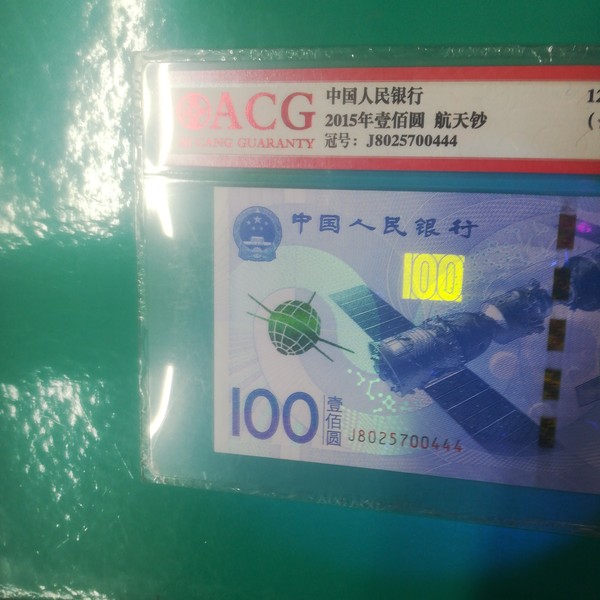 ACG
GUARANTY
中国人民银行
2015年壹佰圆 航天钞
冠号：J8025700444
12
中国人民银行
100
100
壹佰圆
J8025700444